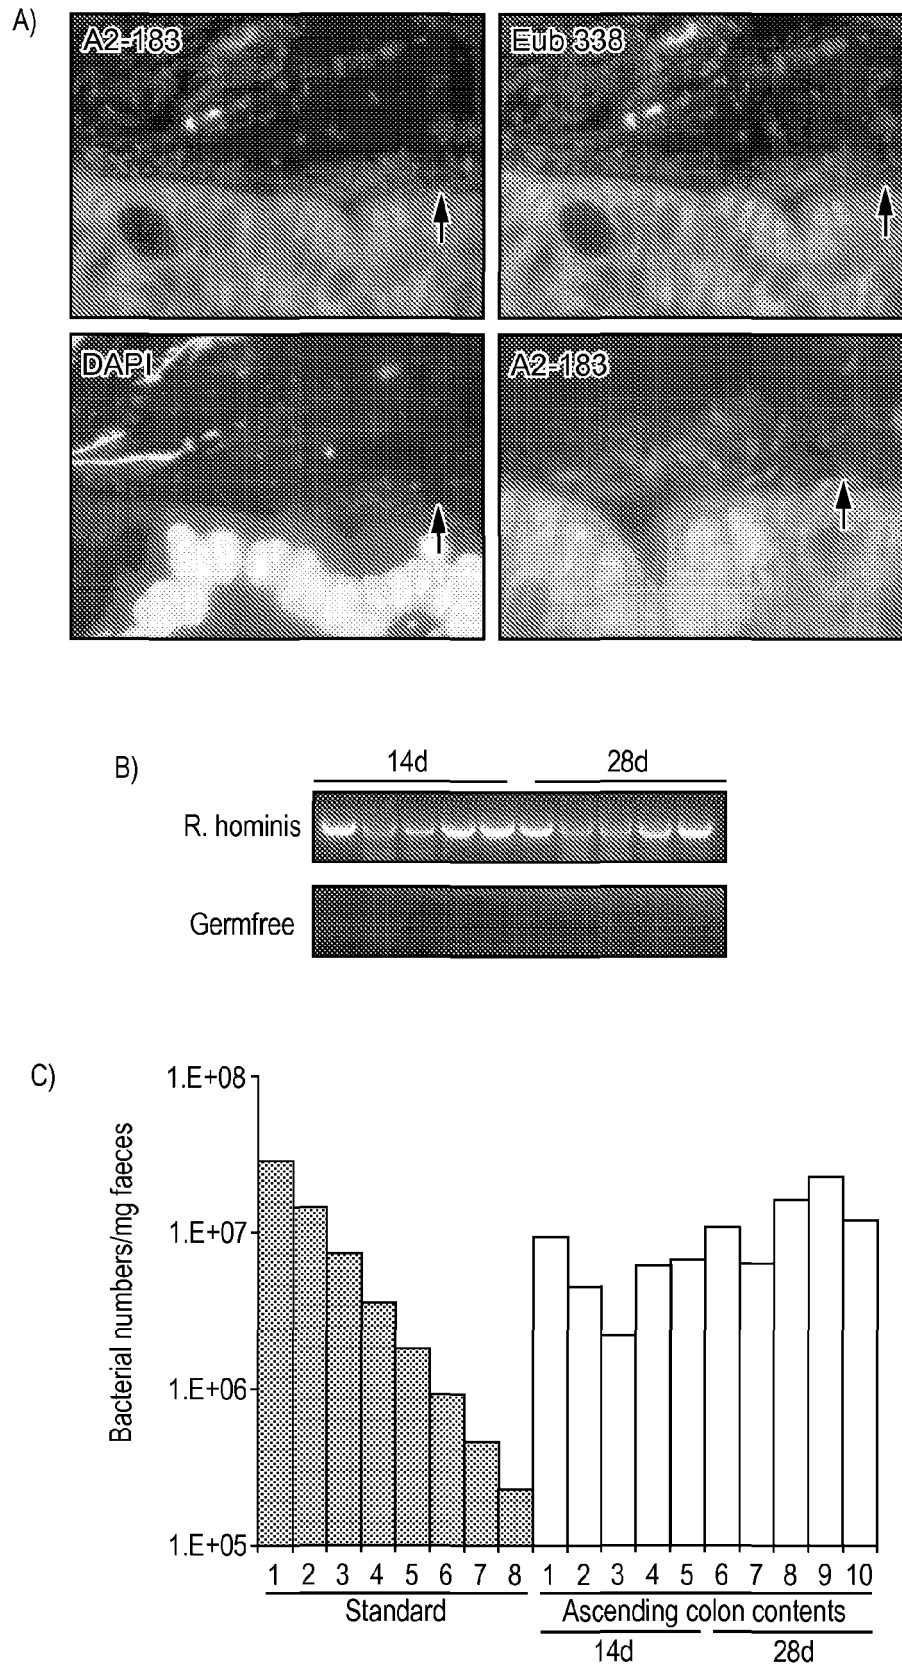 A)
A2-183
Eub 338
DAPI
A2-183
B)
14d 28d
R. hominis
Germfree
C)
Bacterial numbers/mg faeces
1.E+08
1.E+07
1.E+06
1.E+05
1 2 3 4 5 6 7 8 1 2 3 4 5 6 7 8 9 10
Standard Ascending colon contents
14d 28d